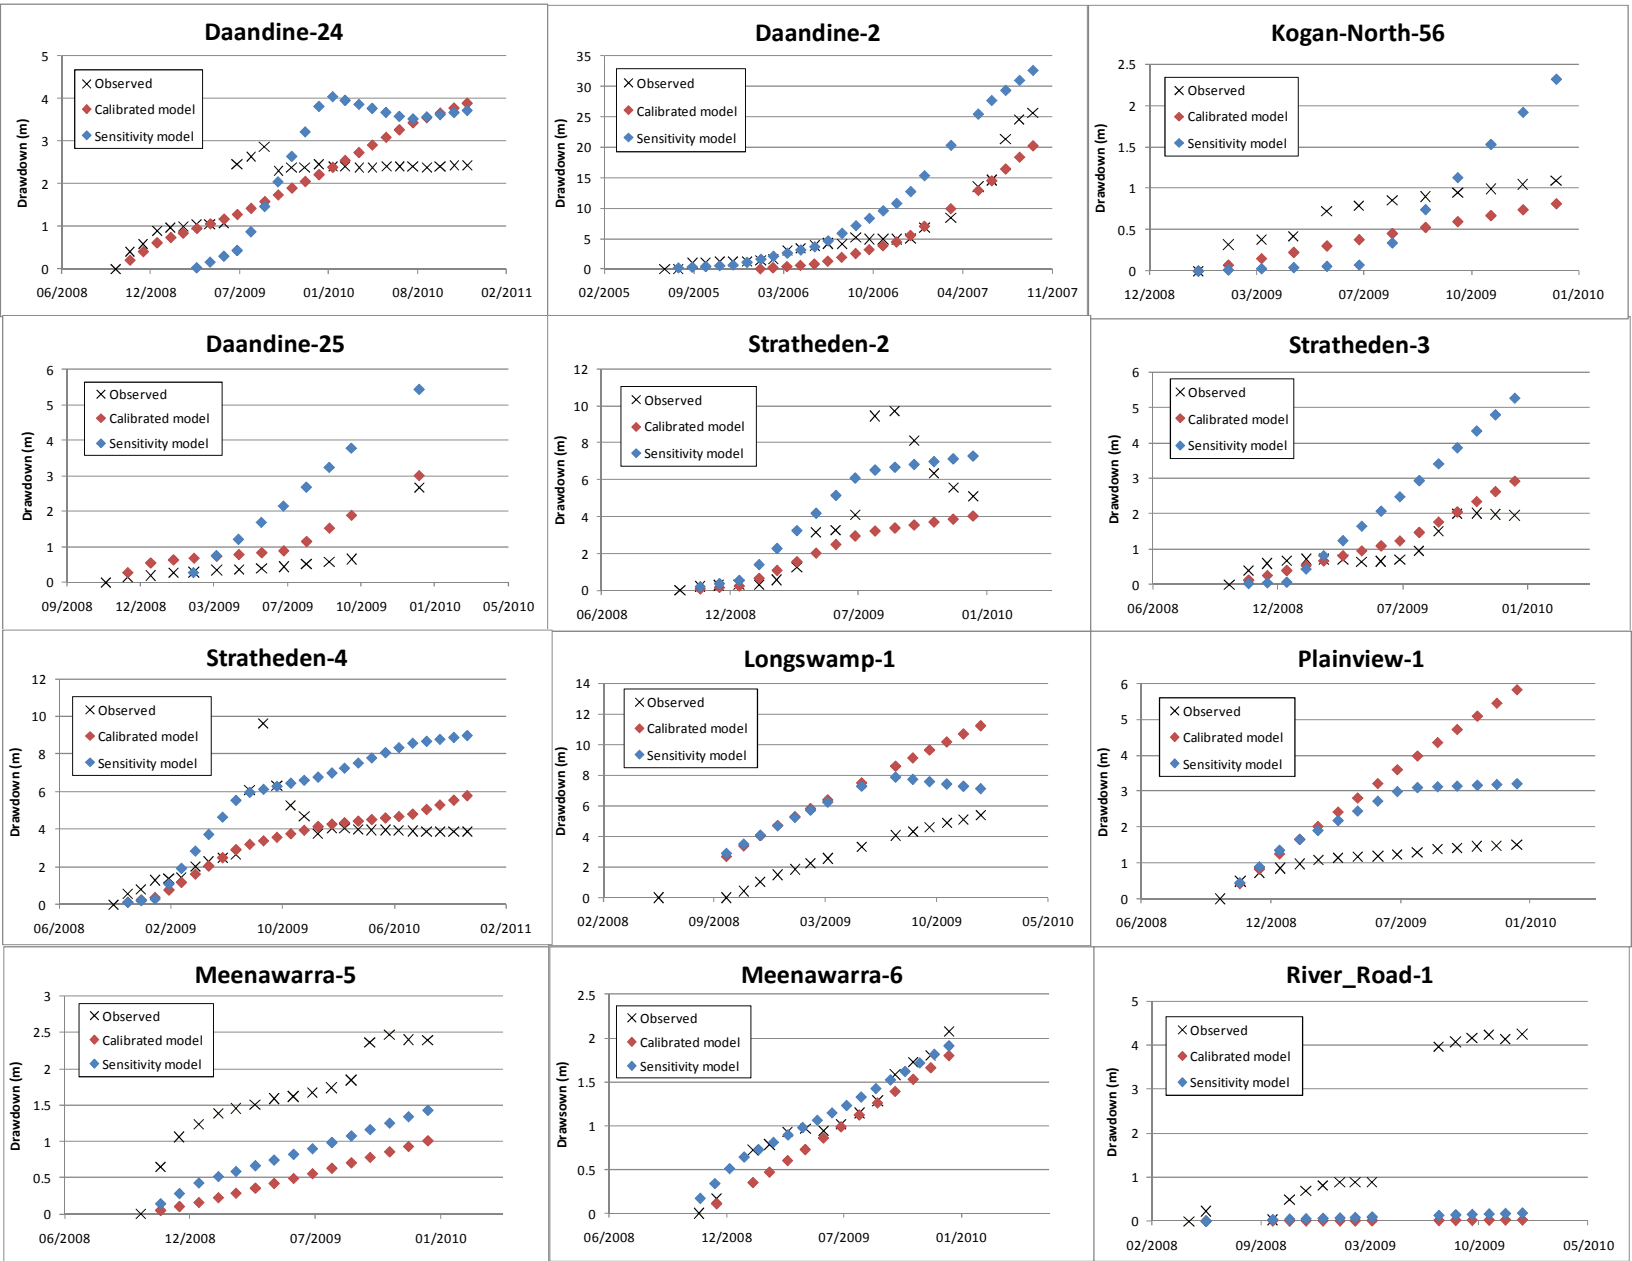 Daandine-24
5
4
3
2
1
0
Drawdown (m)
Observed
Calibrated model
Sensitivity model
06/2008 12/2008 07/2009 01/2010 08/2010 02/2011
Daandine-2
35
30
25
20
15
10
5
0
Drawdown (m)
Observed
Calibrated model
Sensitivity model
02/2005 09/2005 03/2006 10/2006 04/2007 11/2007
Kogan-North-56
2.5
2
1.5
1
0.5
0
Drawdown (m)
Observed
Calibrated model
Sensitivity model
12/2008 03/2009 07/2009 10/2009 01/2010
Daandine-25
6
5
4
3
2
1
0
Drawdown (m)
Observed
Calibrated model
Sensitivity model
09/2008 12/2008 03/2009 07/2009 10/2009 01/2010 05/2010
Stratheden-2
12
10
8
6
4
2
0
Drawdown (m)
Observed
Calibrated model
Sensitivity model
06/2008 12/2008 07/2009 01/2010
Stratheden-3
6
5
4
3
2
1
0
Drawdown (m)
Observed
Calibrated model
Sensitivity model
06/2008 12/2008 07/2009 01/2010
Stratheden-4
12
10
8
6
4
2
0
Drawdown (m)
Observed
Calibrated model
Sensitivity model
06/2008 02/2009 10/2009 06/2010 02/2011
Longswamp-1
14
12
10
8
6
4
2
0
Drawdown (m)
Observed
Calibrated model
Sensitivity model
02/2008 09/2008 03/2009 10/2009 05/2010
Plainview-1
6
5
4
3
2
1
0
Drawdown (m)
Observed
Calibrated model
Sensitivity model
06/2008 12/2008 07/2009 01/2010
Meenawarra-5
3
2.5
2
1.5
1
0.5
0
Drawdown (m)
Observed
Calibrated model
Sensitivity model
06/2008 12/2008 07/2009 01/2010
Meenawarra-6
2.5
2
1.5
1
0.5
0
Drawsown (m)
Observed
Calibrated model
Sensitivity model
06/2008 12/2008 07/2009 01/2010
River_Road-1
5
4
3
2
1
0
Drawdown (m)
Observed
Calibrated model
Sensitivity model
02/2008 09/2008 03/2009 10/2009 05/2010